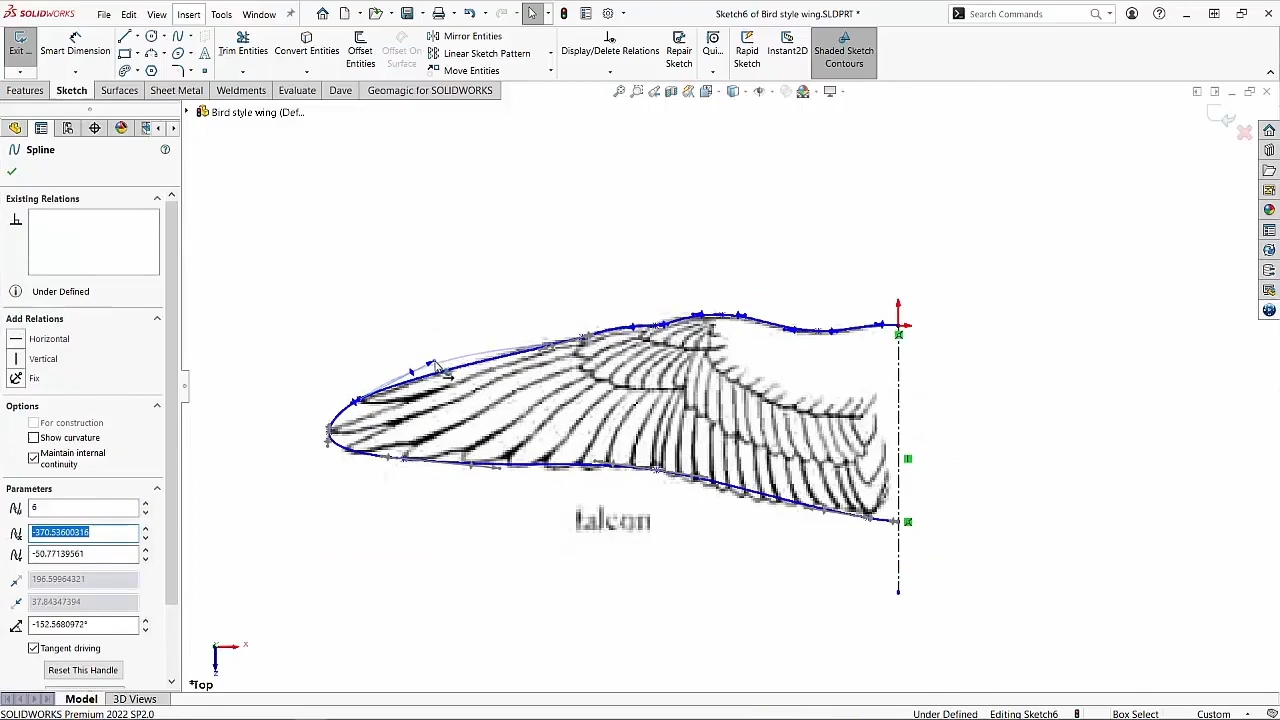 SOLIDWORKS
File
Edit
View
Insert
Tools
Window
Sketch6 of Bird style wing.SLDPRT *
Search Commands
Exit ...
Smart Dimension
Trim Entities
Convert Entities
Offset Entities
Offset On Surface
Mirror Entities
Linear Sketch Pattern
Move Entities
Display/Delete Relations
Repair Sketch
Qui...
Rapid Sketch
Instant2D
Shaded Sketch Contours
Features
Sketch
Surfaces
Sheet Metal
Weldments
Evaluate
Dave
Geomagic for SOLIDWORKS
Bird style wing (Def...
Spline
Existing Relations
Under Defined
Add Relations
Horizontal
Vertical
Fix
Options
For construction
Show curvature
Maintain internal continuity
Parameters
6
-370.53600316
-50.77139561
196.59964321
37.84347394
-152.5680972°
Tangent driving
Reset This Handle
falcon
x
z
*Top
Model
3D Views
SOLIDWORKS Premium 2022 SP2.0
Under Defined
Editing Sketch6
Box Select
Custom